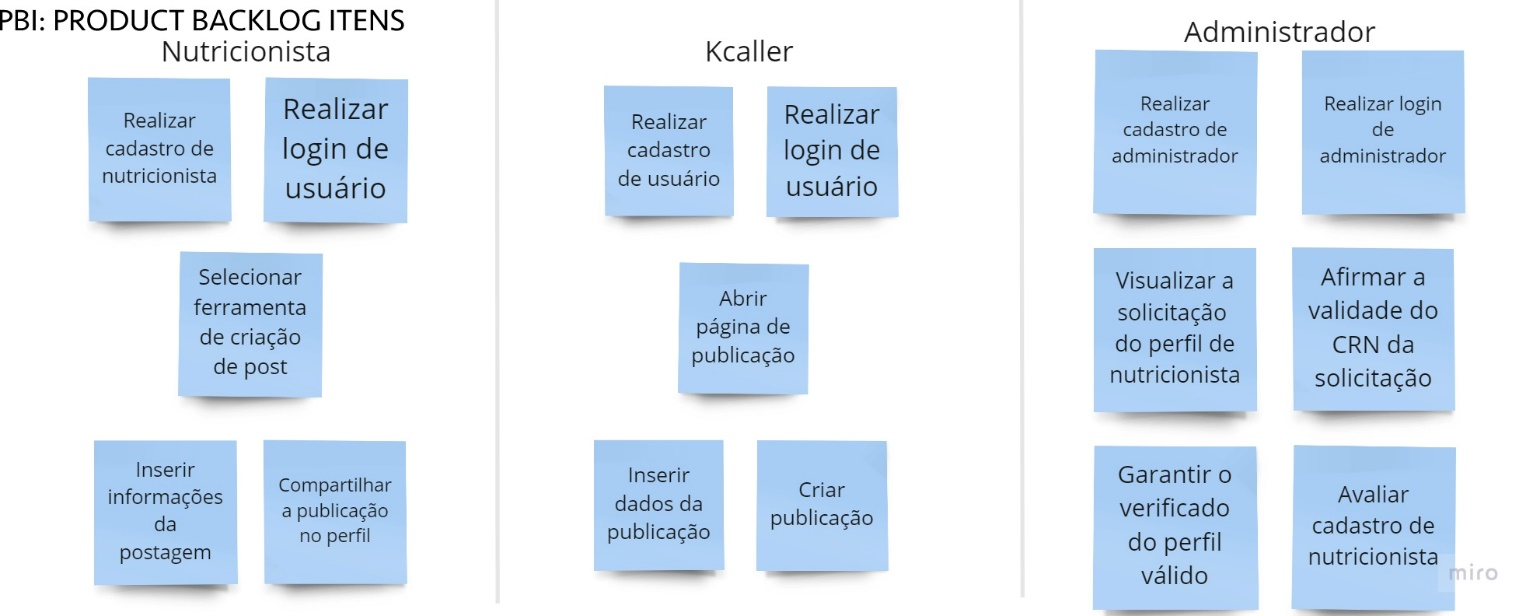 PBI: PRODUCT BACKLOG ITENS
Nutricionista
Realizar
cadastro de
nutricionista
Realizar
login de
usuário
Selecionar
ferramenta
de criação
de post
Inserir
informações
da
postagem
Compartilhar
a publicação
no perfil
Kcaller
Realizar
cadastro
de usuário
Realizar
login de
usuário
Abrir
página de
publicação
Inserir
dados da
publicação
Criar
publicação
Administrador
Realizar
cadastro de
administrador
Realizar login
de
administrador
Visualizar a
solicitação
do perfil de
nutricionista
Afirmar a
validade do
CRN da
solicitação
Garantir o
verificado
do perfil
válido
Avaliar
cadastro de
nutricionista
miro